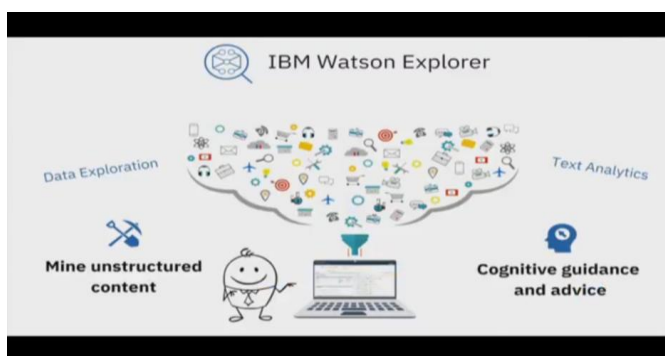 IBM Watson Explorer
Data Exploration
Text Analytics
Mine unstructured
content
Cognitive guidance
and advice